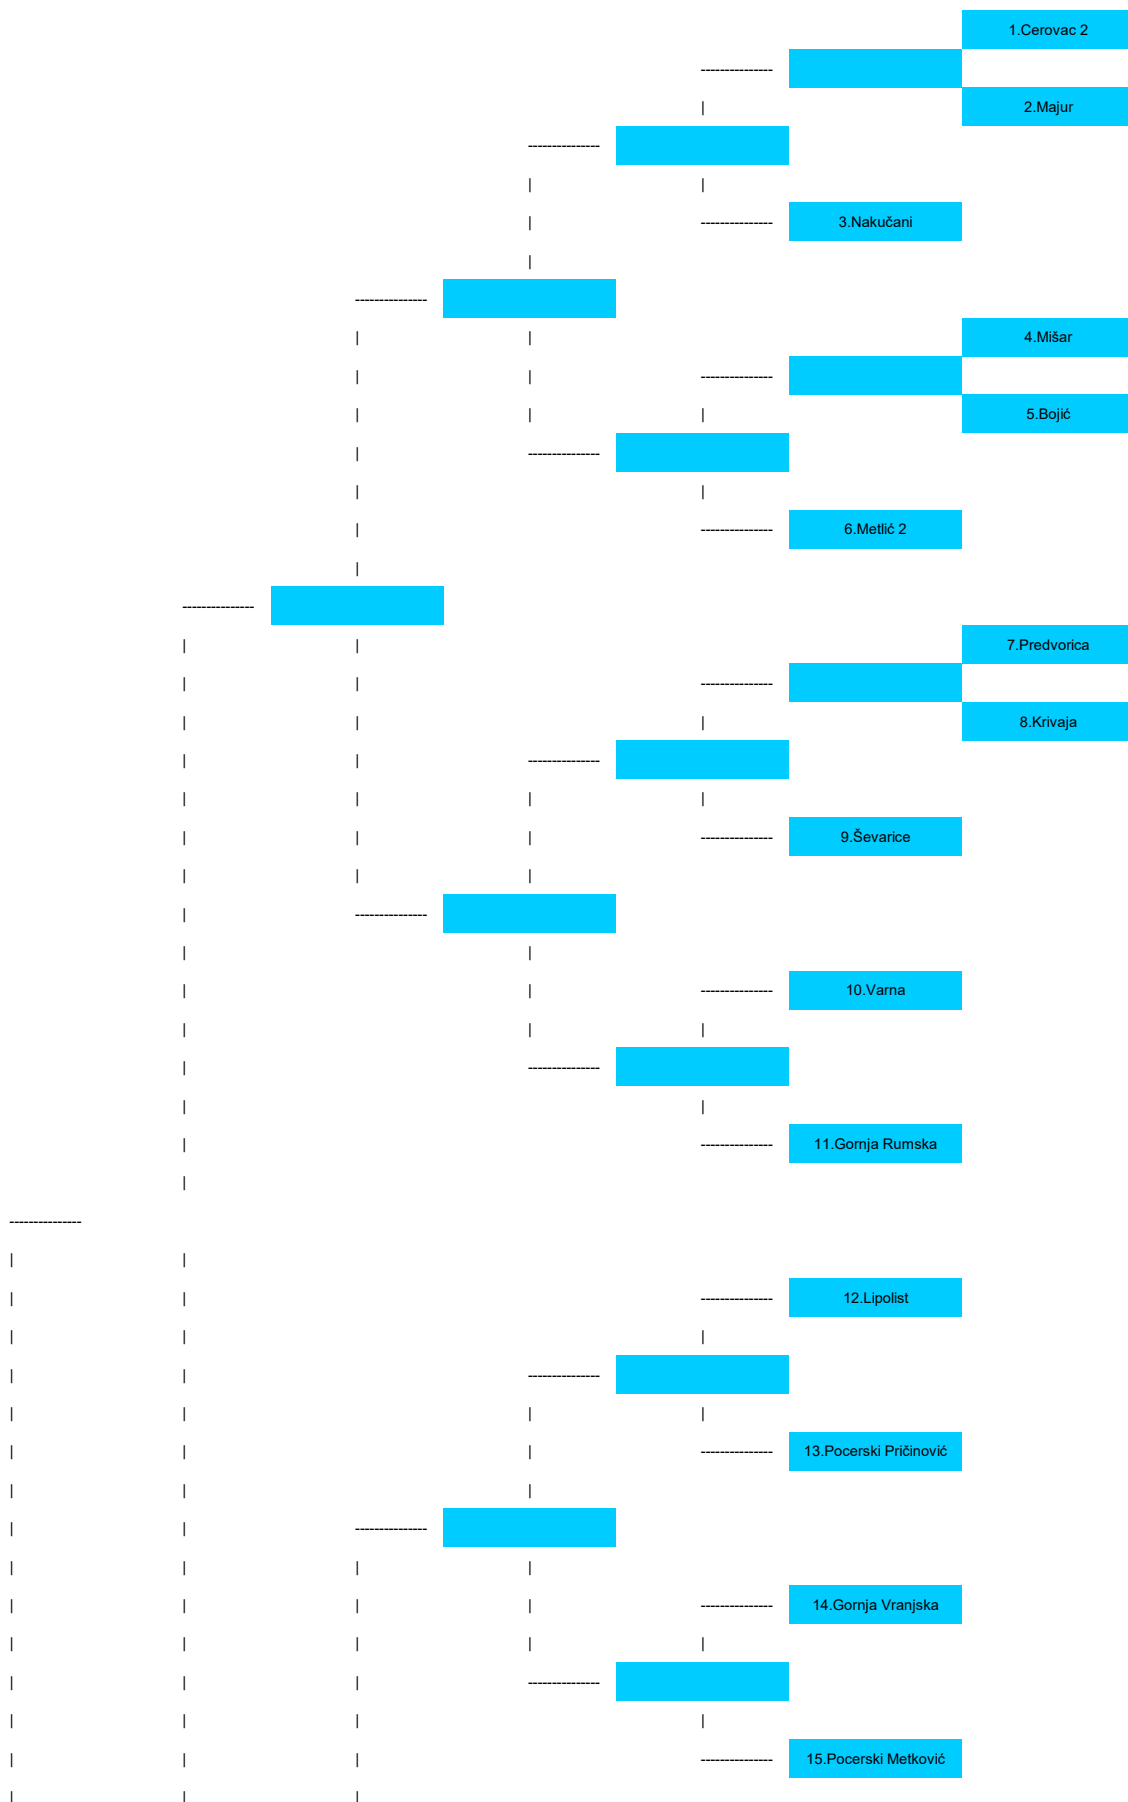 1.Cerovac 2
2.Majur
3.Nakučani
4.Mišar
5.Bojić
6.Metlić 2
7.Predvorica
8.Krivaja
9.Ševarice
10.Varna
11.Gornja Rumska
12.Lipolist
13.Pocerski Pričinović
14.Gornja Vranjska
15.Pocerski Metković